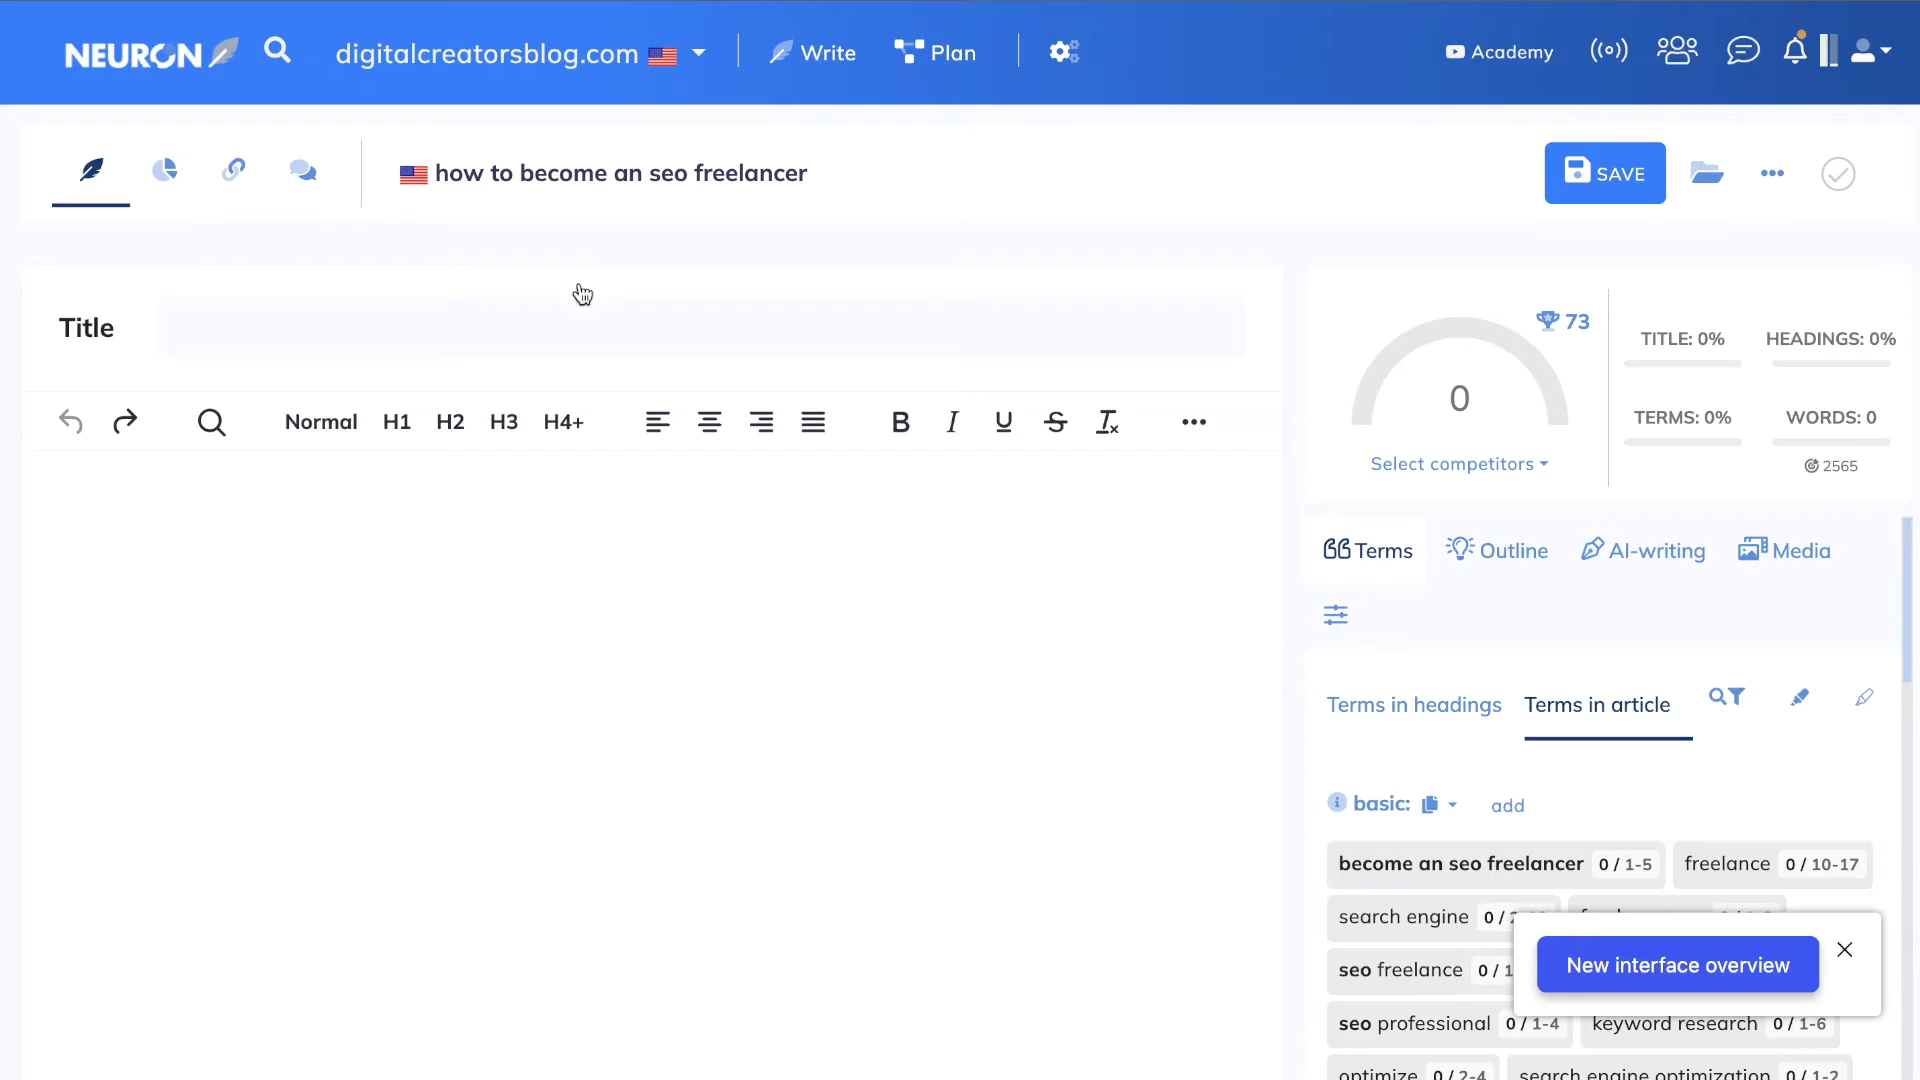 NEURON
digitalcreatorsblog.com
Write
Plan
Academy
how to become an seo freelancer
SAVE
Title
Normal H1 H2 H3 H4+
B I U S
73
0
Select competitors
TITLE: 0% HEADINGS: 0%
TERMS: 0% WORDS: 0
2565
Terms Outline AI-writing Media
Terms in headings Terms in article
basic: add
become an seo freelancer 0 / 1-5 freelance 0 / 10-17
search engine 0 /
seo freelance 0 / 1
New interface overview
seo professional 0 / 1-4 keyword research 0 / 1-6
optimize 0 / 2-4 search engine optimization 0 / 1-2